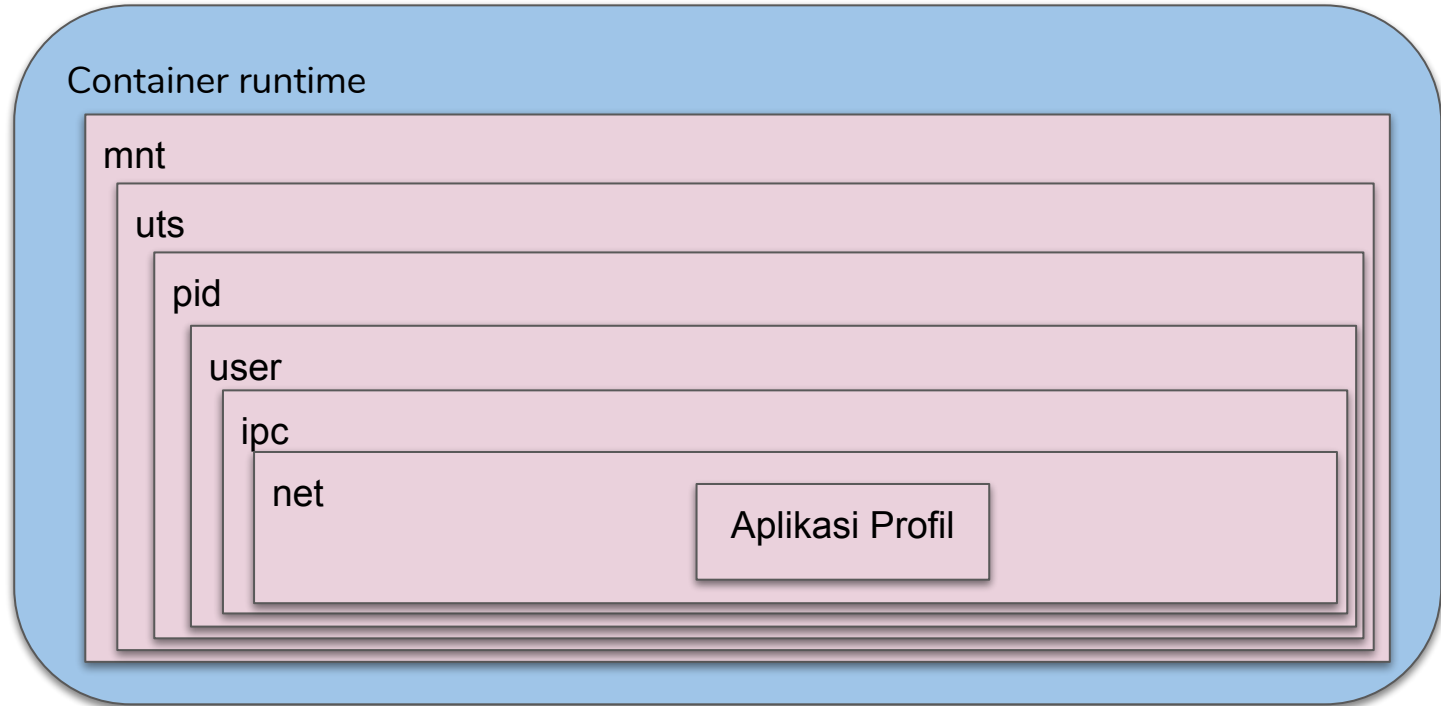 Container runtime
mnt
uts
pid
user
ipc
net
Aplikasi Profil